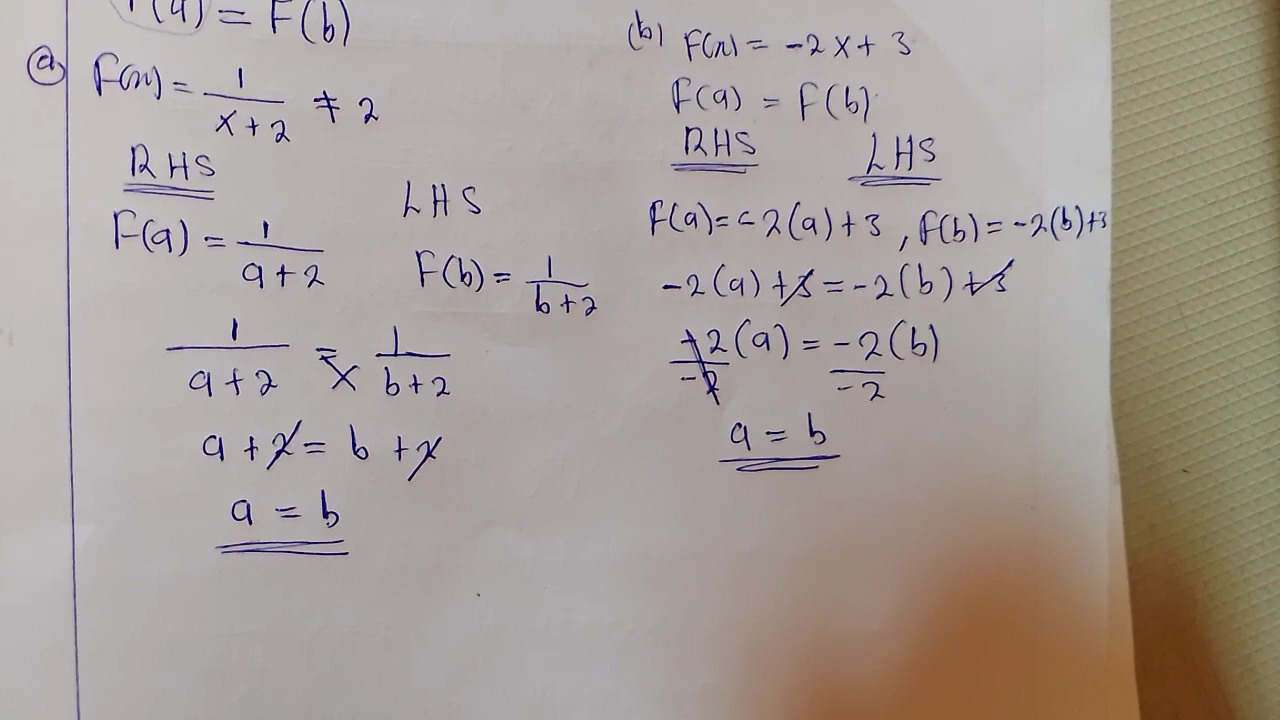 F(a) = F(b)
(a) F(x) = 1/(x+2) ≠ 2
RHS
LHS
F(a) = 1/(a+2)
F(b) = 1/(b+2)
1/(a+2) = 1/(b+2)
a + 2 = b + 2
a = b
(b) F(x) = -2x + 3
F(a) = F(b)
RHS LHS
F(a) = -2(a)+3 , F(b) = -2(b)+3
-2(a) +3 = -2(b) +3
-2(a)/-2 = -2(b)/-2
a = b